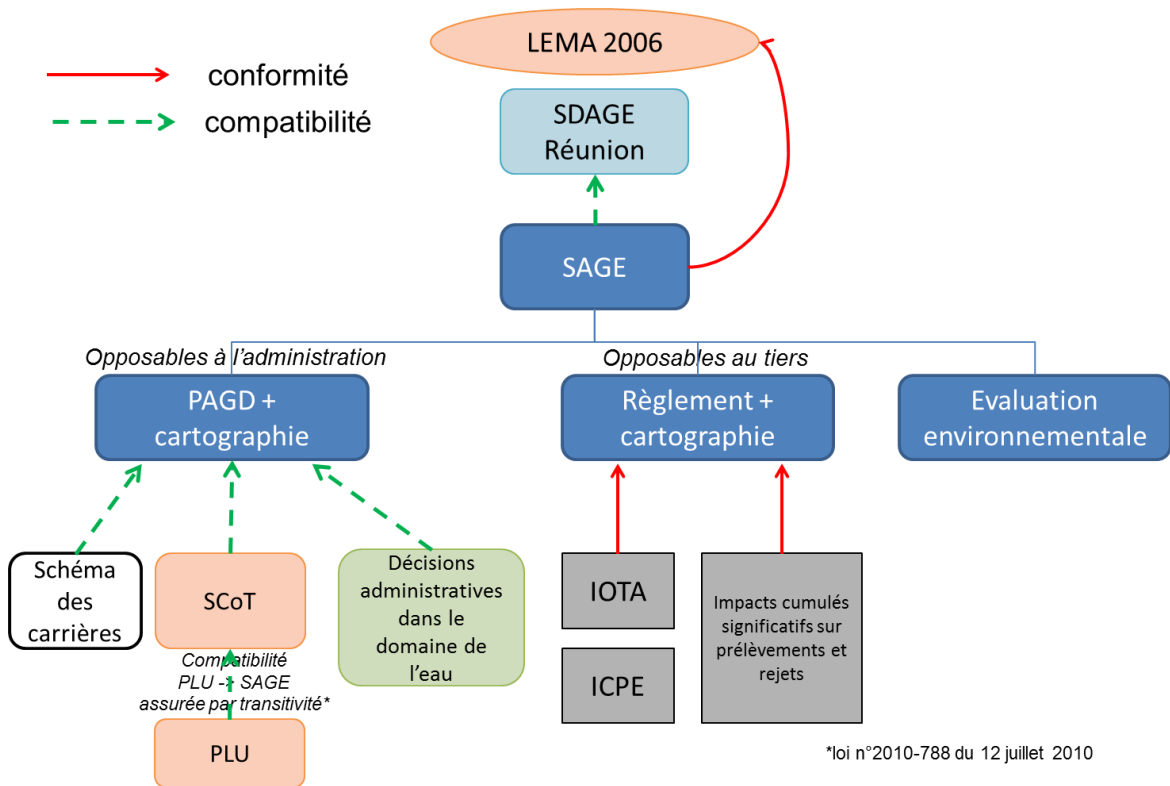 LEMA 2006
conformité
compatibilité
SDAGE
Réunion
SAGE
Opposables à l'administration
Opposables au tiers
PAGD +
cartographie
Règlement +
cartographie
Evaluation
environnementale
Schéma
des
carrières
SCoT
Décisions
administratives
dans le
domaine de
l'eau
IOTA
Impacts cumulés
significatifs sur
prélèvements et
rejets
Compatibilité
PLU -> SAGE
assurée par transitivité*
ICPE
PLU
*loi n°2010-788 du 12 juillet 2010